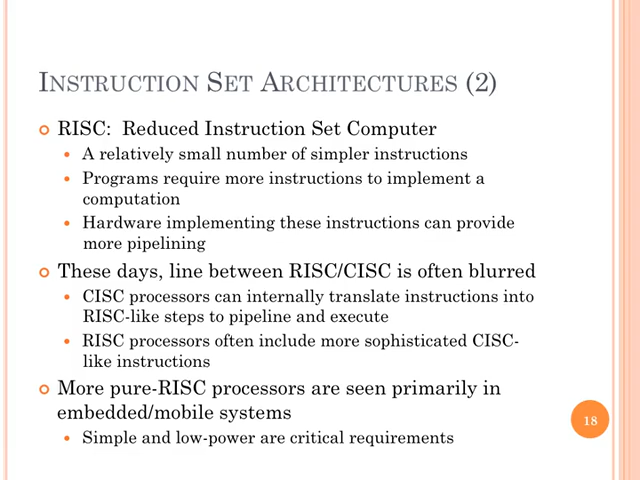 INSTRUCTION SET ARCHITECTURES (2)
RISC: Reduced Instruction Set Computer
A relatively small number of simpler instructions
Programs require more instructions to implement a
computation
Hardware implementing these instructions can provide
more pipelining
These days, line between RISC/CISC is often blurred
CISC processors can internally translate instructions into
RISC-like steps to pipeline and execute
RISC processors often include more sophisticated CISC-
like instructions
More pure-RISC processors are seen primarily in
embedded/mobile systems
Simple and low-power are critical requirements
18